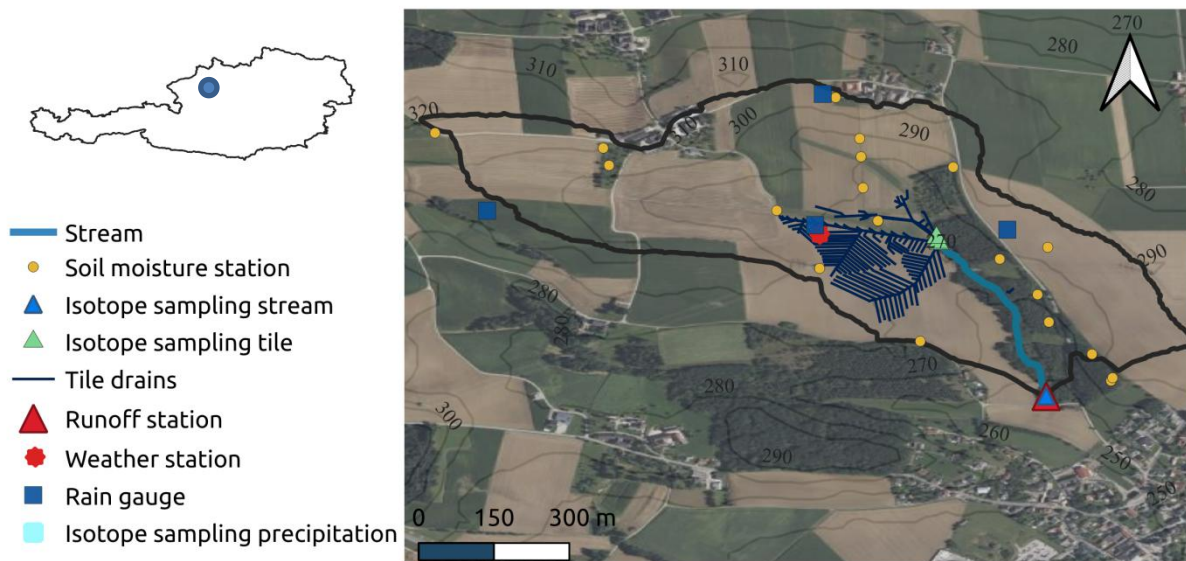 Stream
Soil moisture station
Isotope sampling stream
Isotope sampling tile
Tile drains
Runoff station
Weather station
Rain gauge
Isotope sampling precipitation
270
280
310
310
320
310
300
290
280
290
270
280
280
270
280
300
290
260
250
250
0 150 300 m